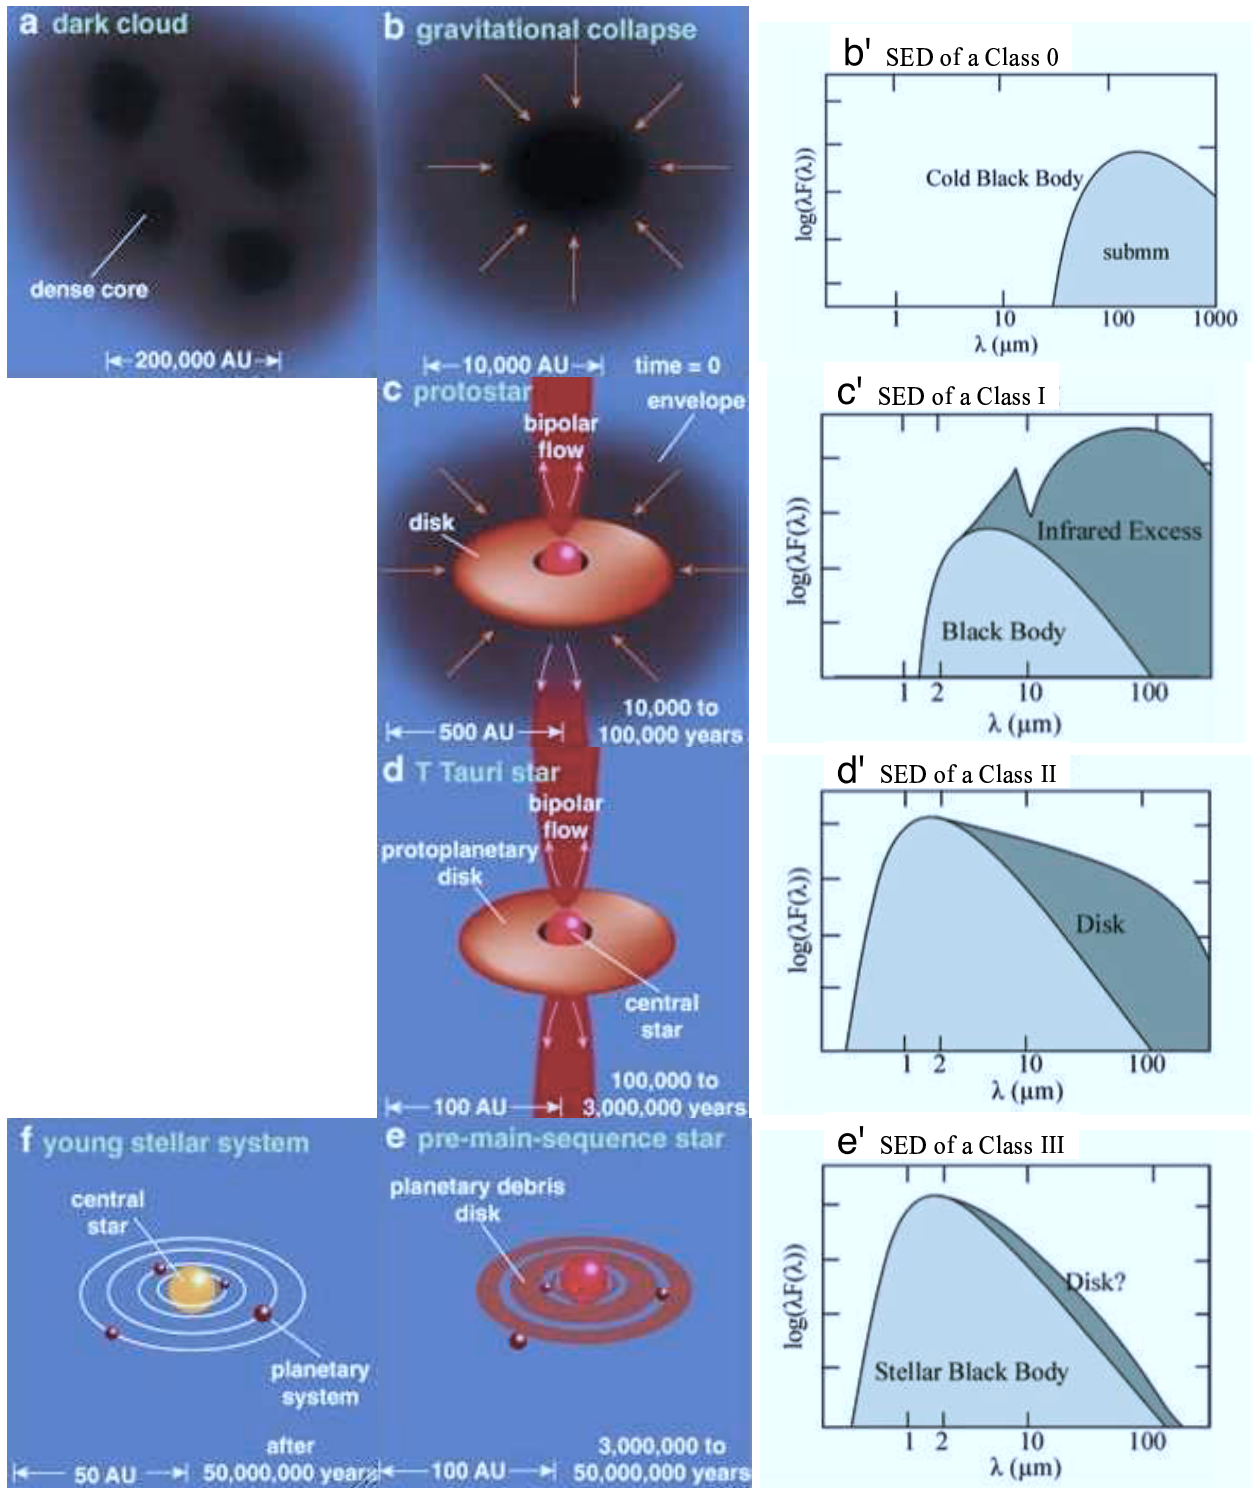 a dark cloud
dense core
200,000 AU
b gravitational collapse
10,000 AU
time = 0
b' SED of a Class 0
log(λF(λ))
Cold Black Body
submm
1 10 100 1000
λ (μm)
c protostar
envelope
bipolar
flow
disk
500 AU
10,000 to
100,000 years
c' SED of a Class I
log(λF(λ))
Infrared Excess
Black Body
1 2 10 100
λ (μm)
d T Tauri star
bipolar
flow
protoplanetary
disk
central
star
100 AU
100,000 to
3,000,000 years
d' SED of a Class II
log(λF(λ))
Disk
1 2 10 100
λ (μm)
f young stellar system
central
star
planetary
system
50 AU
after
50,000,000 years
e pre-main-sequence star
planetary debris
disk
100 AU
3,000,000 to
50,000,000 years
e' SED of a Class III
log(λF(λ))
Disk?
Stellar Black Body
1 2 10 100
λ (μm)